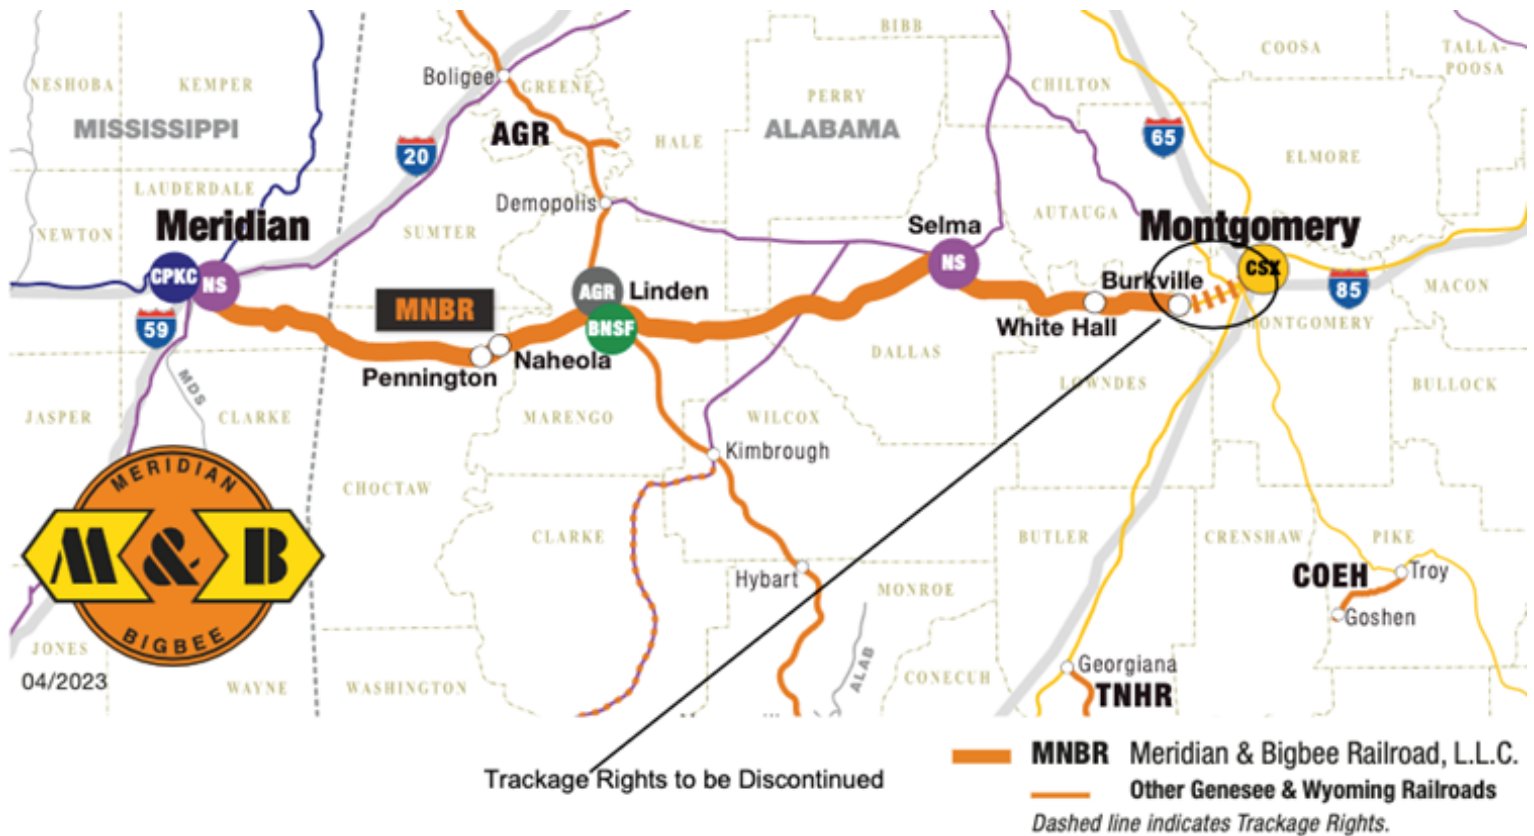 BIBB
COOSA
TALLA-
POOSA
NESHOBA
KEMPER
Boligee
GREENE
PERRY
CHILTON
MISSISSIPPI
AGR
ALABAMA
65
HALE
20
ELMORE
LAUDERDALE
Demopolis
AUTAUGA
Meridian
Selma
Montgomery
NEWTON
SUMTER
CPKC
NS
AGR
Linden
NS
Burkville
CSX
85
MACON
59
MNBR
BNSF
White Hall
MONTGOMERY
Naheola
DALLAS
Pennington
LOWNDES
BULLOCK
MDS
JASPER
CLARKE
MARENGO
WILCOX
Kimbrough
MERIDIAN
M & B
BIGBEE
CHOCTAW
CLARKE
BUTLER
CRENSHAW
PIKE
Hybart
MONROE
COEH
Troy
Goshen
JONES
ALAB
Georgiana
04/2023
WAYNE
WASHINGTON
CONECUH
TNHR
Trackage Rights to be Discontinued
MNBR Meridian & Bigbee Railroad, L.L.C.
Other Genesee & Wyoming Railroads
Dashed line indicates Trackage Rights.